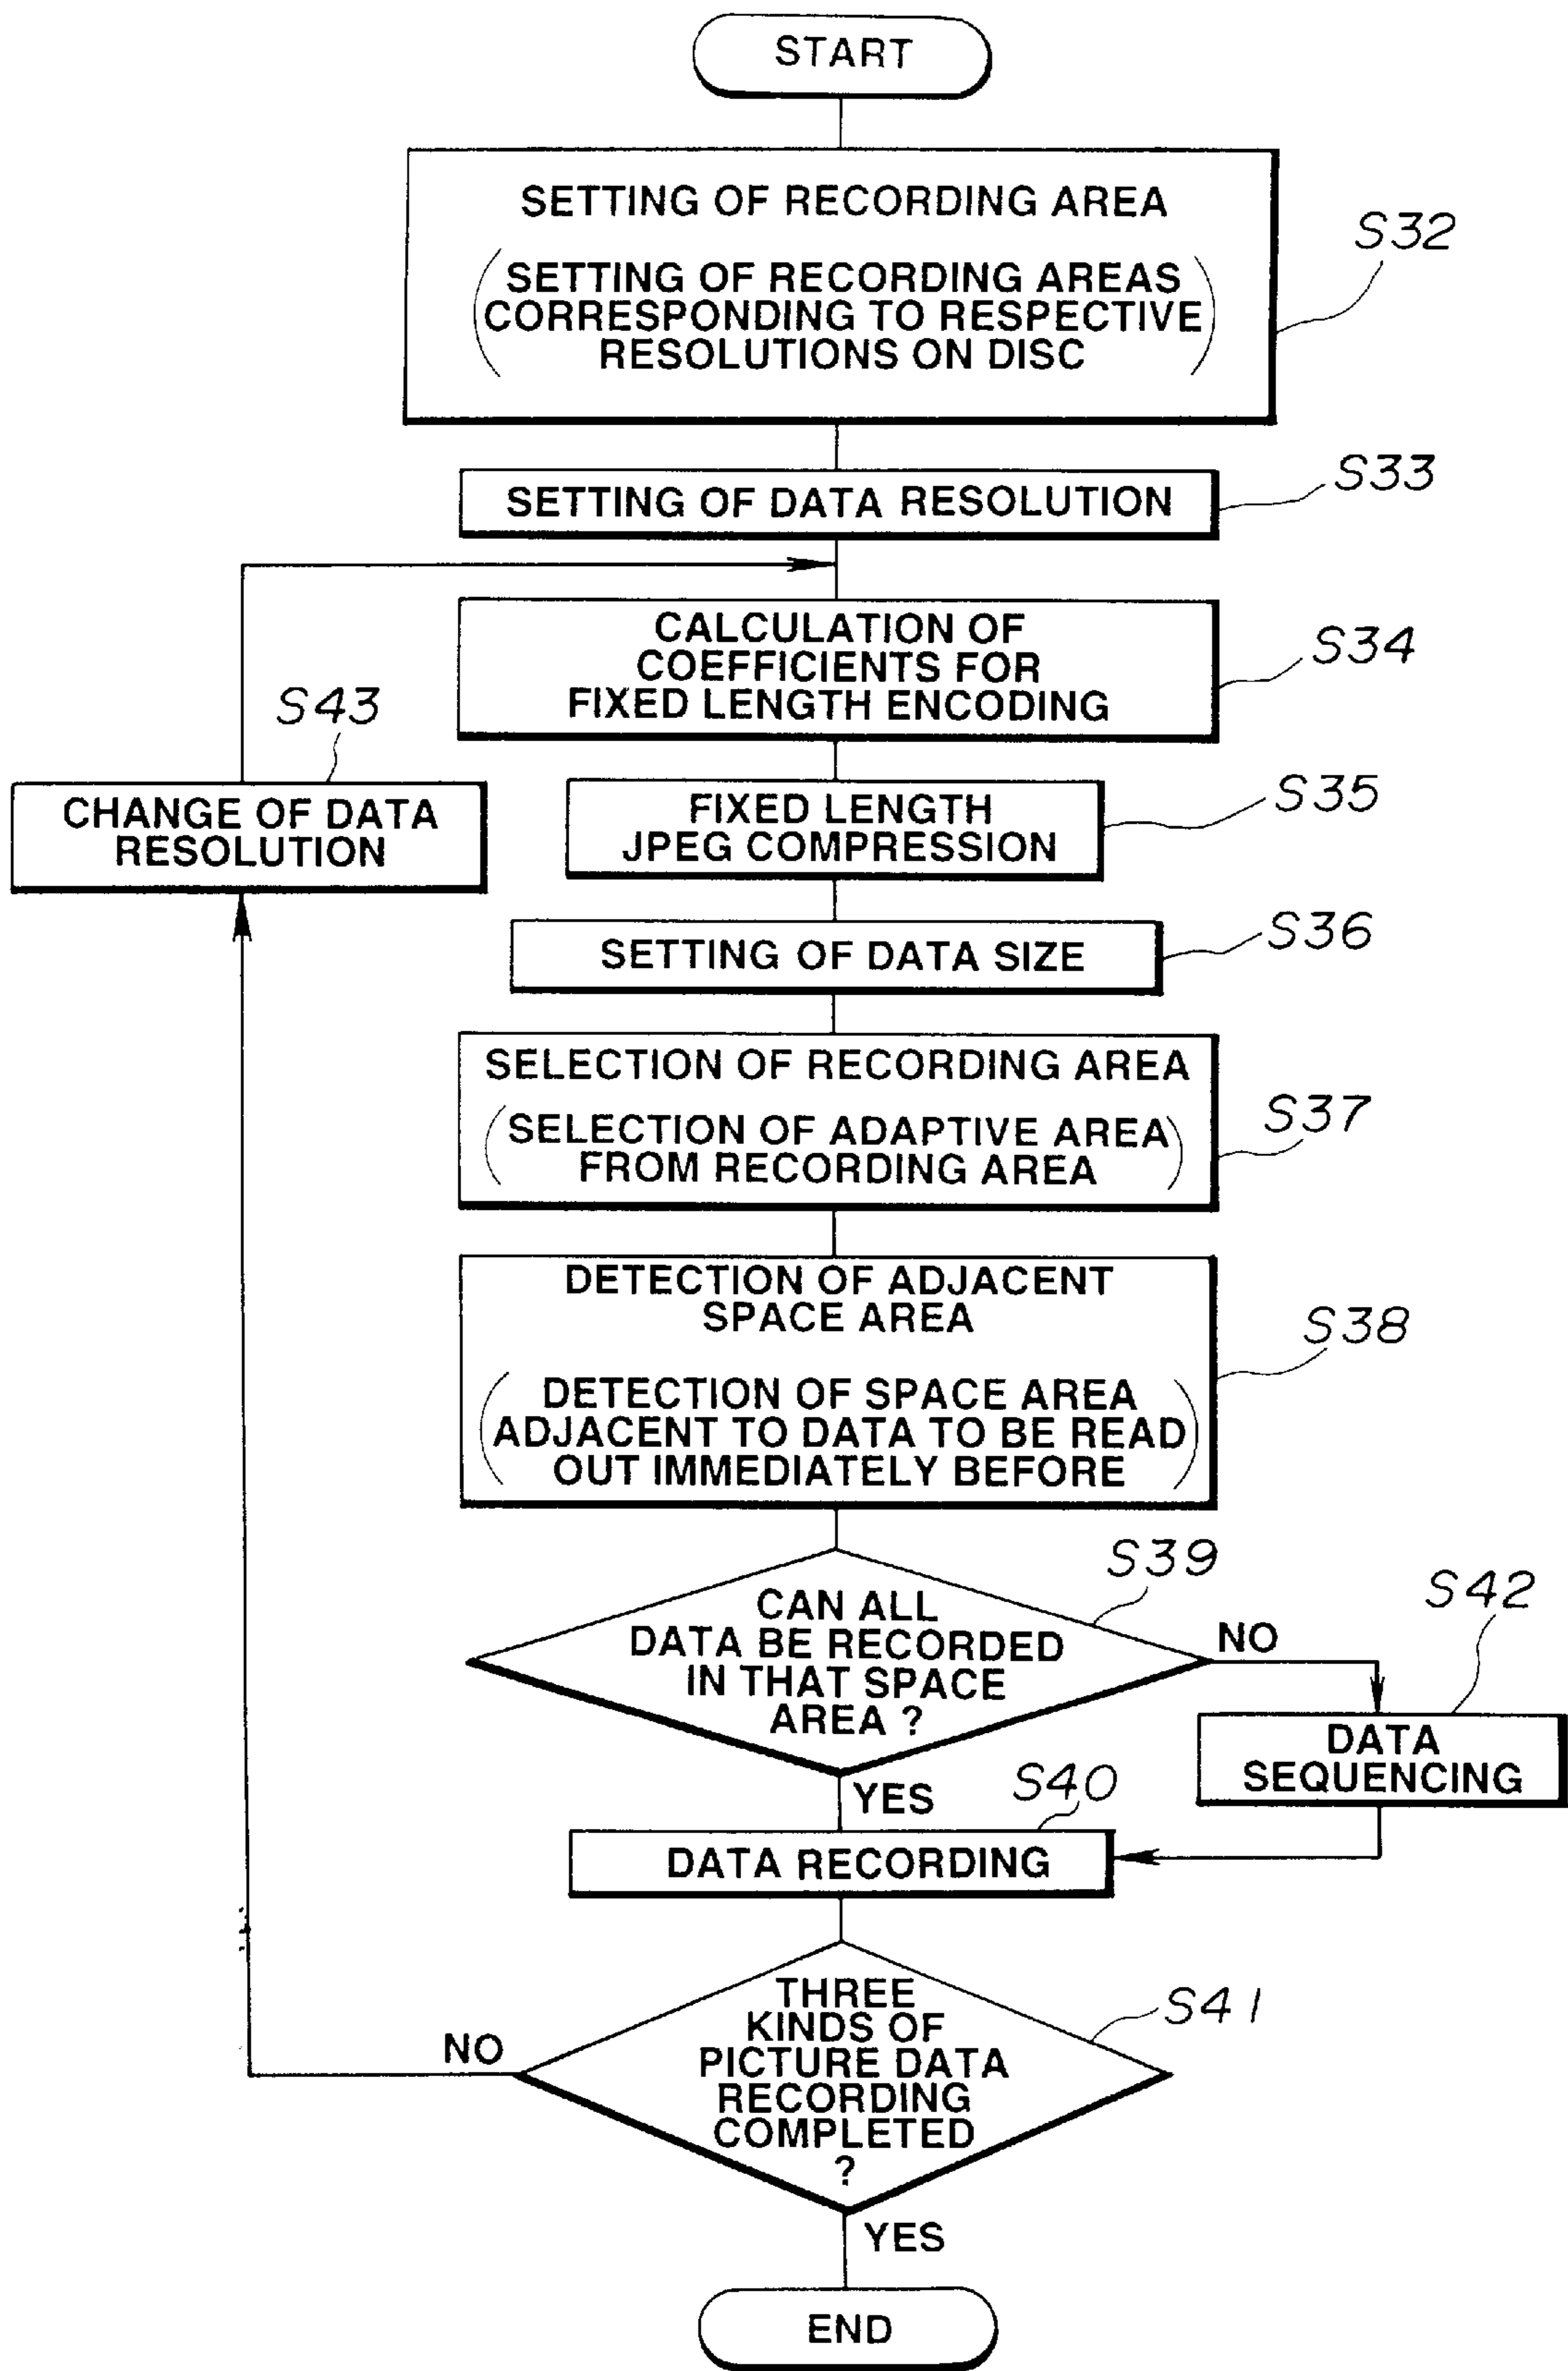 START
SETTING OF RECORDING AREA
(SETTING OF RECORDING AREAS
CORRESPONDING TO RESPECTIVE
RESOLUTIONS ON DISC)
S32
SETTING OF DATA RESOLUTION
S33
CALCULATION OF
COEFFICIENTS FOR
FIXED LENGTH ENCODING
S34
S43
CHANGE OF DATA
RESOLUTION
FIXED LENGTH
JPEG COMPRESSION
S35
SETTING OF DATA SIZE
S36
SELECTION OF RECORDING AREA
(SELECTION OF ADAPTIVE AREA
FROM RECORDING AREA)
S37
DETECTION OF ADJACENT
SPACE AREA
(DETECTION OF SPACE AREA
ADJACENT TO DATA TO BE READ
OUT IMMEDIATELY BEFORE)
S38
CAN ALL
DATA BE RECORDED
IN THAT SPACE
AREA ?
S39
NO
S42
DATA
SEQUENCING
YES
S40
DATA RECORDING
THREE
KINDS OF
PICTURE DATA
RECORDING
COMPLETED
?
S41
NO
YES
END